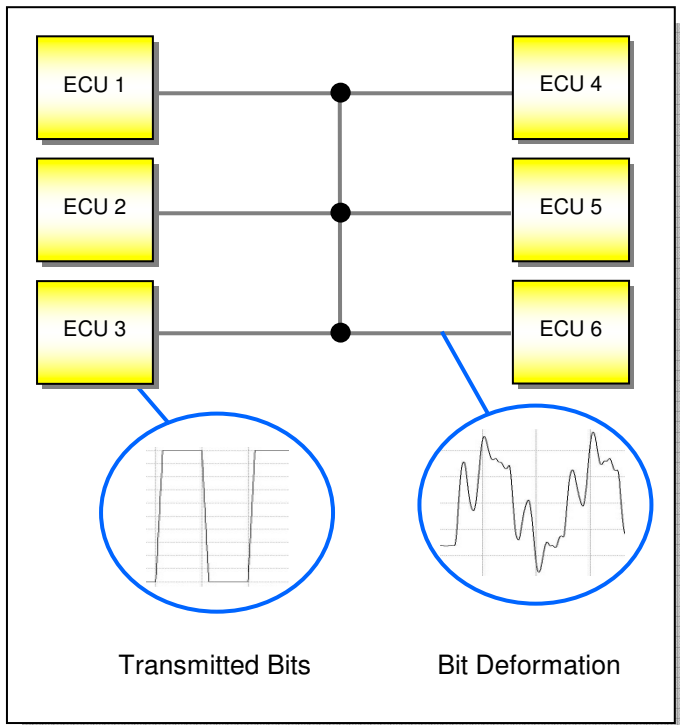 ECU 1
ECU 4
ECU 2
ECU 5
ECU 3
ECU 6
Transmitted Bits
Bit Deformation